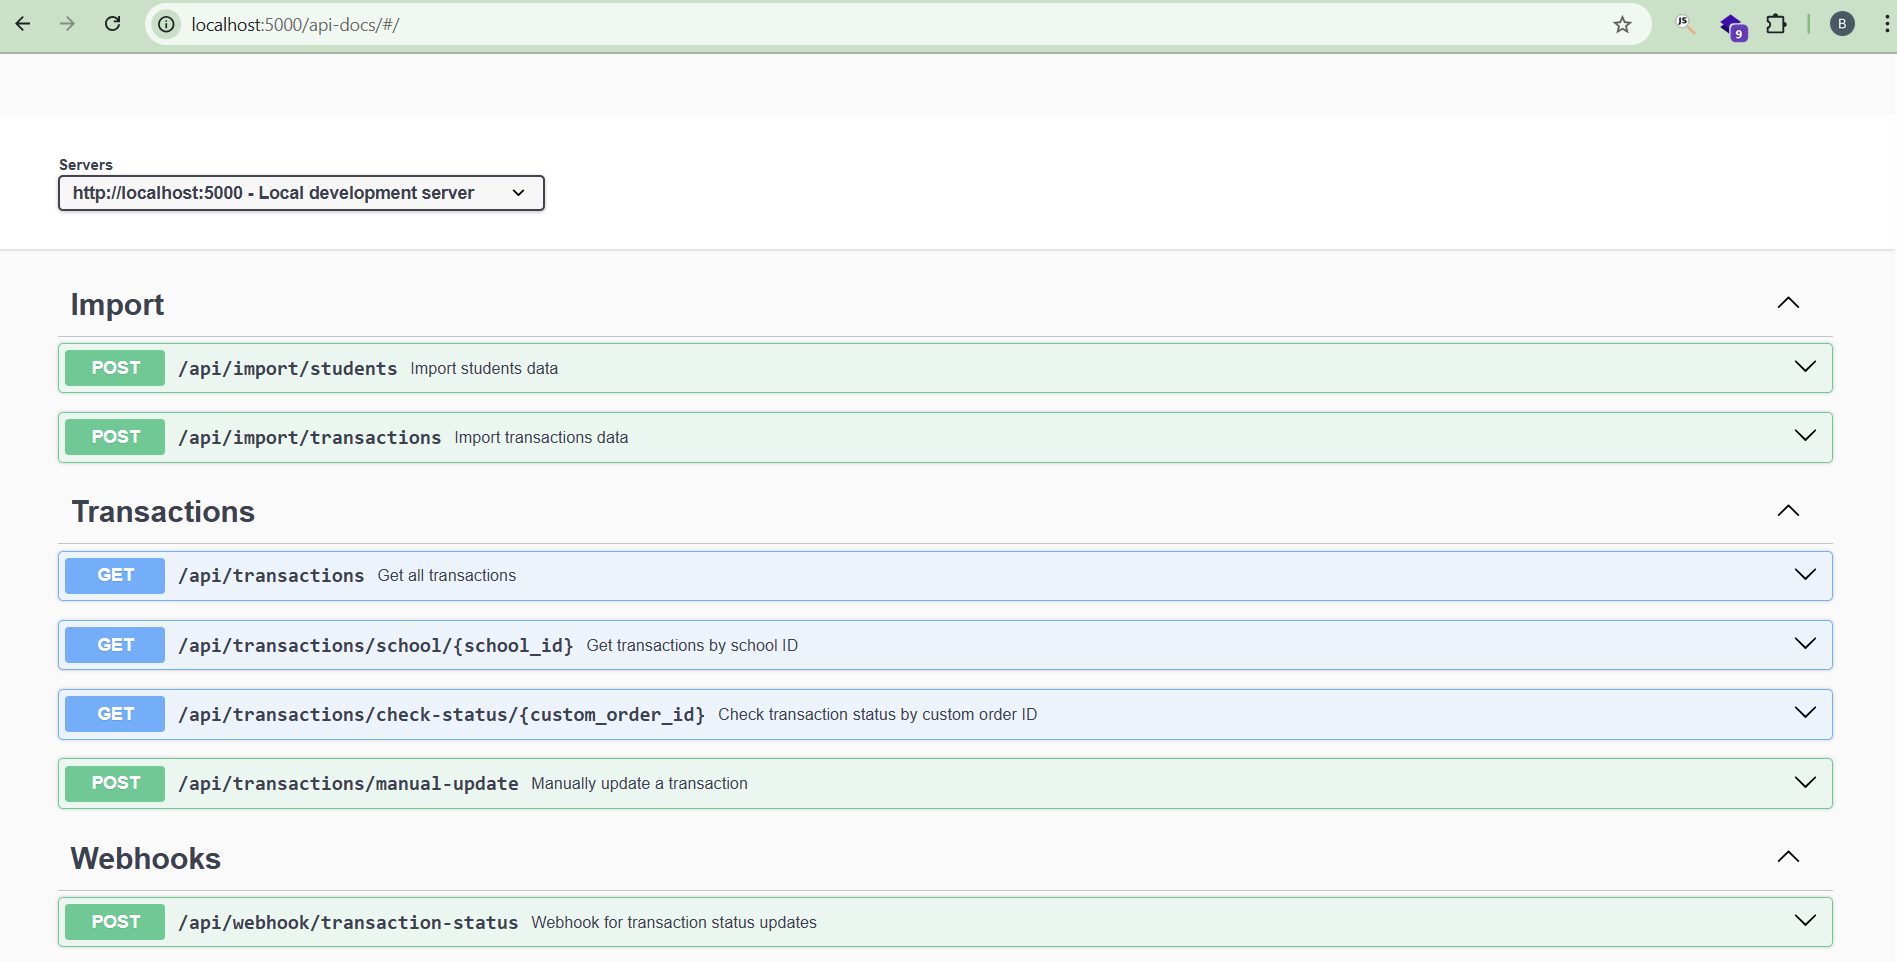 localhost:5000/api-docs/#/
JS
9
B
Servers
http://localhost:5000 - Local development server
Import
POST /api/import/students Import students data
POST /api/import/transactions Import transactions data
Transactions
GET /api/transactions Get all transactions
GET /api/transactions/school/{school_id} Get transactions by school ID
GET /api/transactions/check-status/{custom_order_id} Check transaction status by custom order ID
POST /api/transactions/manual-update Manually update a transaction
Webhooks
POST /api/webhook/transaction-status Webhook for transaction status updates